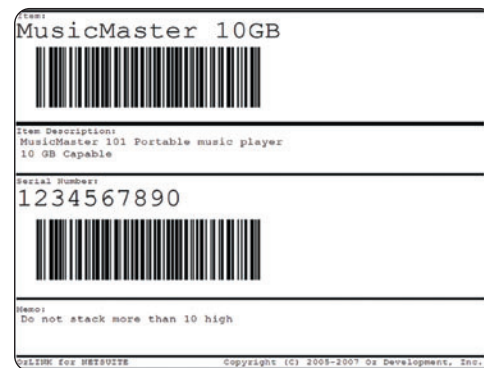 Item:
MusicMaster 10GB
Item Description:
MusicMaster 101 Portable music player
10 GB Capable
Serial Number:
1234567890
Memo:
Do not stack more than 10 high
OzLINK for NETSUITE Copyright (C) 2005-2007 Oz Development, Inc.